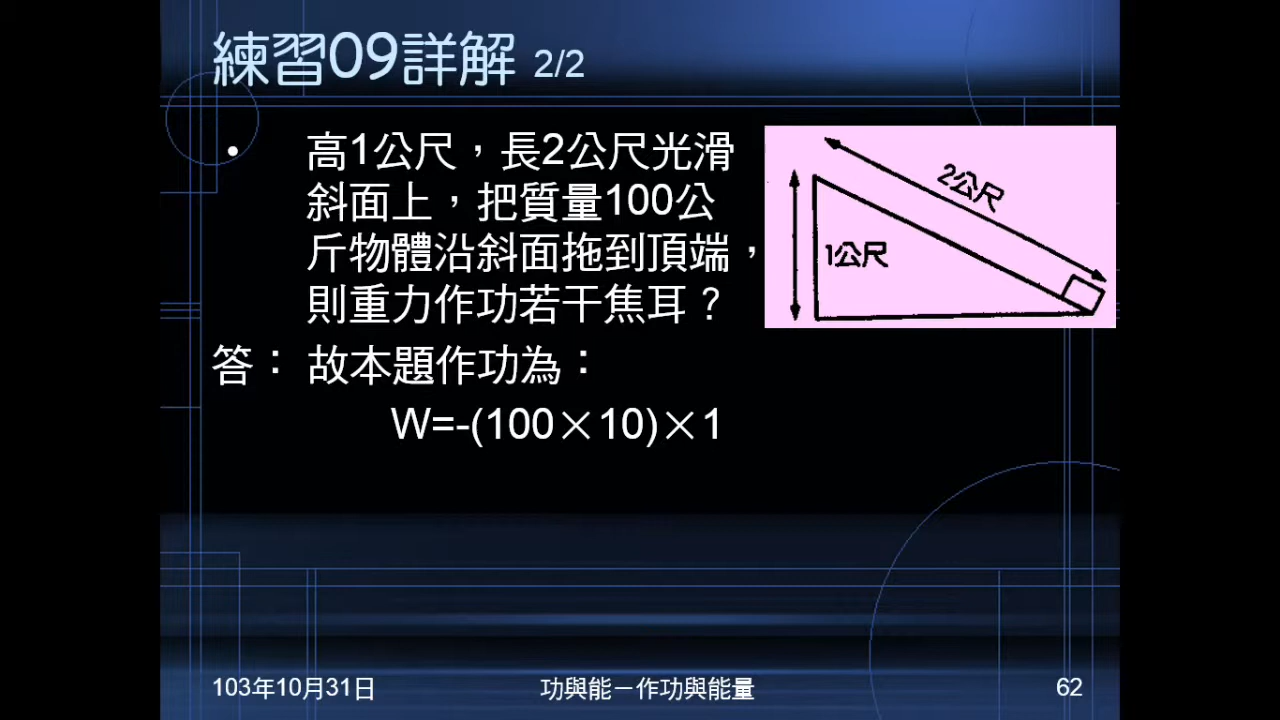 練習09詳解 2/2
• 高1公尺，長2公尺光滑
斜面上，把質量100公
斤物體沿斜面拖到頂端，
則重力作功若干焦耳？
2公尺
1公尺
答： 故本題作功為：
W=-(100×10)×1
103年10月31日
功與能－作功與能量
62